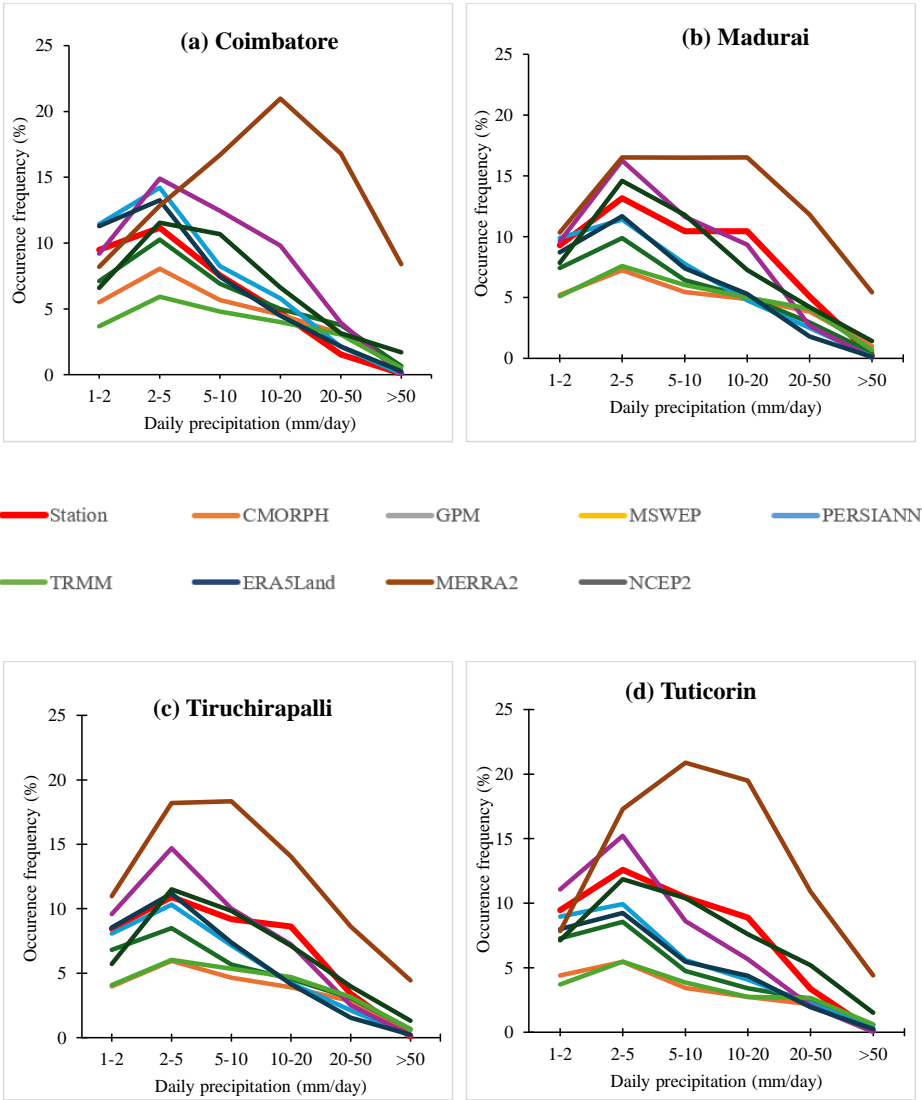 (a) Coimbatore
25
20
15
10
5
0
Occurence frequency (%)
1-2 2-5 5-10 10-20 20-50 >50
Daily precipitation (mm/day)
(b) Madurai
25
20
15
10
5
0
Occurence frequency (%)
1-2 2-5 5-10 10-20 20-50 >50
Daily precipitation (mm/day)
Station CMORPH GPM MSWEP PERSIANN
TRMM ERA5Land MERRA2 NCEP2
(c) Tiruchirapalli
25
20
15
10
5
0
Occurence frequency (%)
1-2 2-5 5-10 10-20 20-50 >50
Daily precipitation (mm/day)
(d) Tuticorin
25
20
15
10
5
0
Occurence frequency (%)
1-2 2-5 5-10 10-20 20-50 >50
Daily precipitation (mm/day)